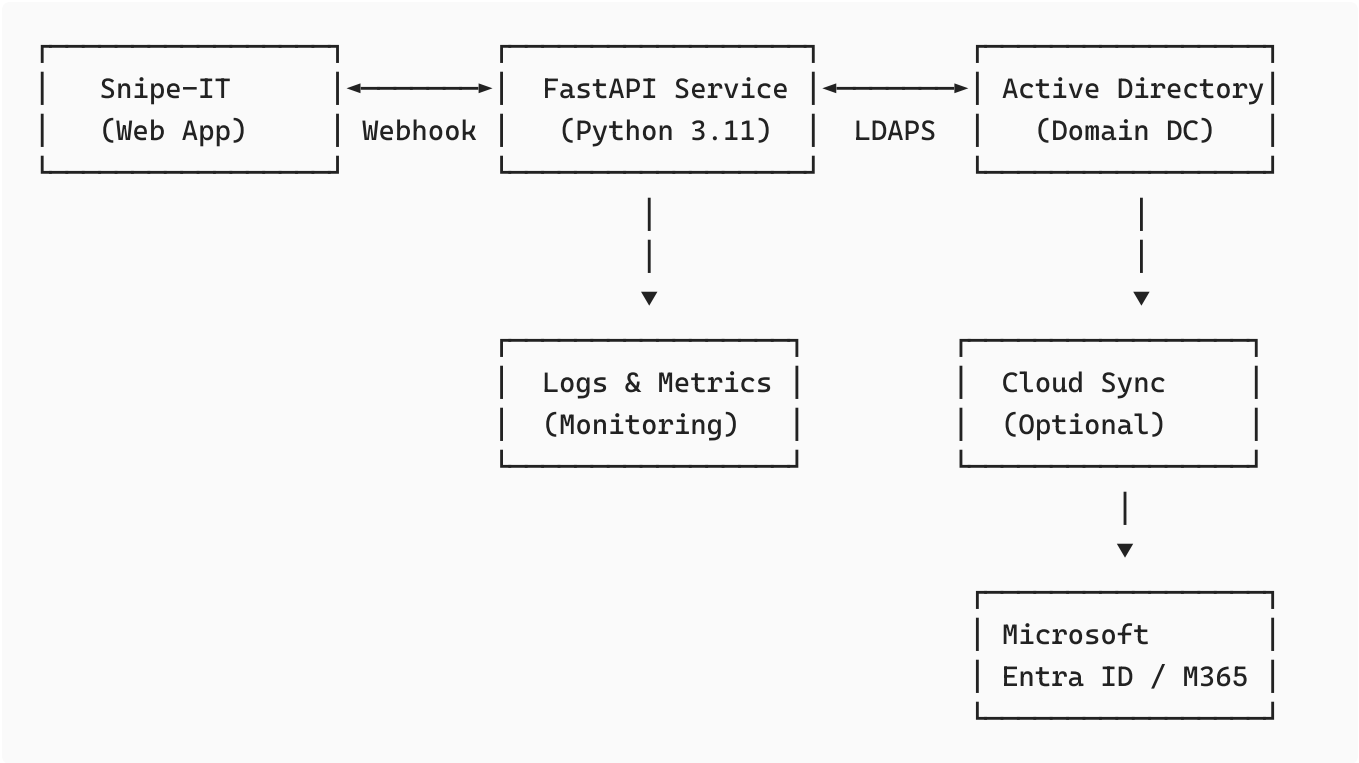 Snipe-IT
(Web App)
Webhook
FastAPI Service
(Python 3.11)
LDAPS
Active Directory
(Domain DC)
Logs & Metrics
(Monitoring)
Cloud Sync
(Optional)
Microsoft
Entra ID / M365